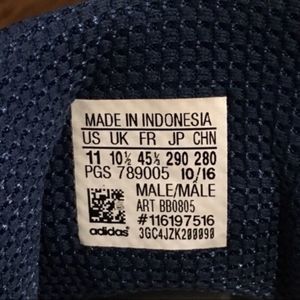 MADE IN INDONESIA
US UK FR JP CHN
11 10½ 45⅓ 290 280
PGS 789005 10/16
MALE/MÂLE
ART BB0805
#116197516
adidas 3GC4JZK200090